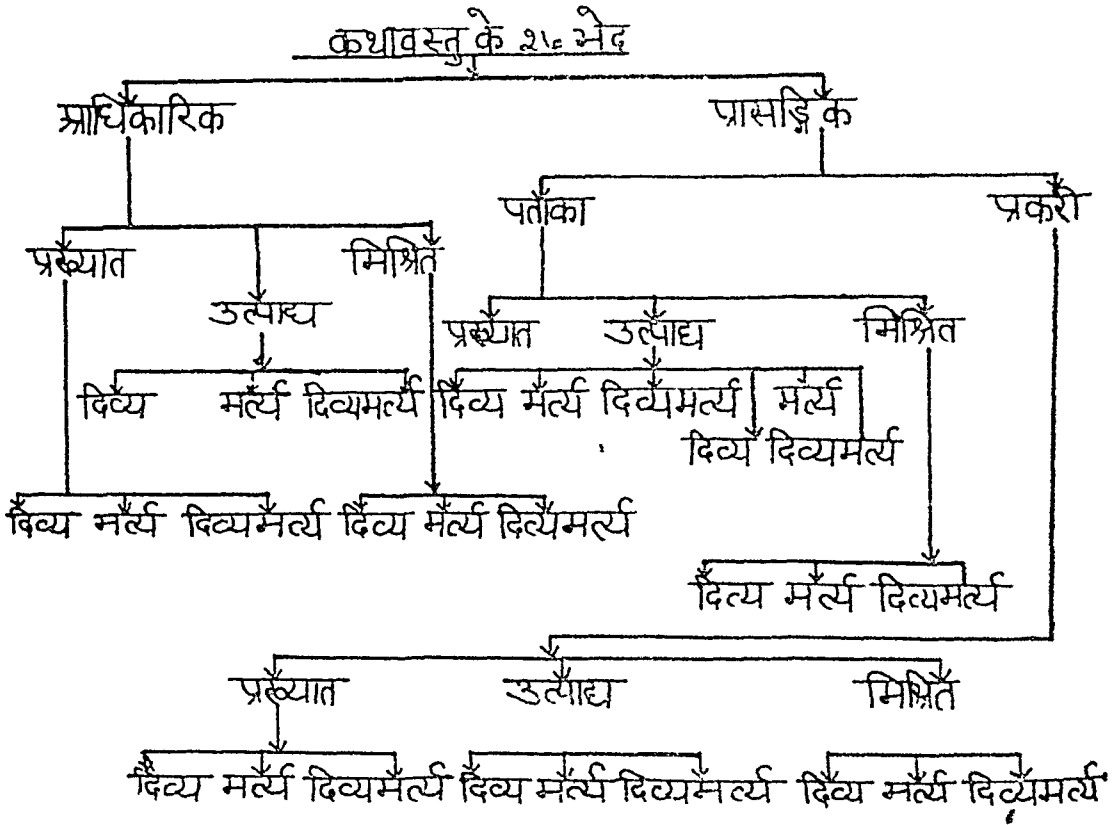 कथावस्तु के भेद
आधिकारिक प्रासङ्गिक
पताका प्रकरी
प्रख्यात मिश्रित
उत्पाद्य
प्रख्यात उत्पाद्य मिश्रित
दिव्य मर्त्य दिव्यमर्त्य दिव्य मर्त्य दिव्यमर्त्य मर्त्य
दिव्य दिव्यमर्त्य
दिव्य मर्त्य दिव्यमर्त्य दिव्य मर्त्य दिव्यमर्त्य
दिव्य मर्त्य दिव्यमर्त्य
प्रख्यात उत्पाद्य मिश्रित
दिव्य मर्त्य दिव्यमर्त्य दिव्य मर्त्य दिव्यमर्त्य दिव्य मर्त्य दिव्यमर्त्य